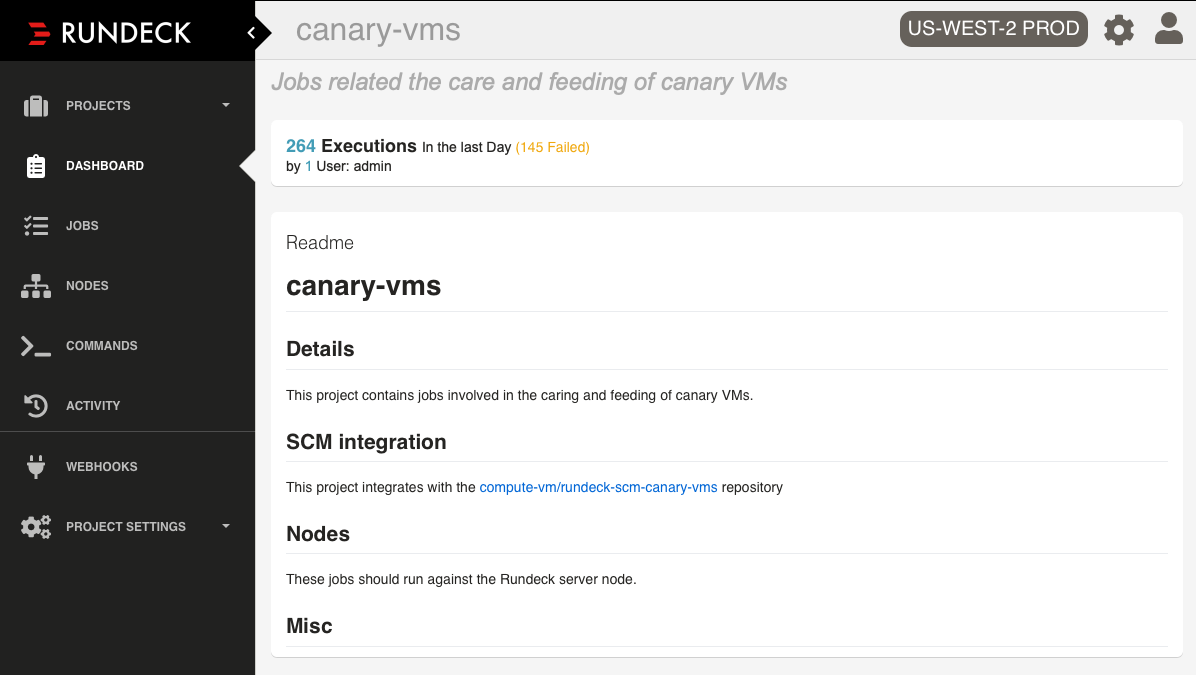 RUNDECK
canary-vms
US-WEST-2 PROD
PROJECTS
DASHBOARD
JOBS
NODES
COMMANDS
ACTIVITY
WEBHOOKS
PROJECT SETTINGS
Jobs related the care and feeding of canary VMs
264 Executions In the last Day (145 Failed)
by 1 User: admin
Readme
canary-vms
Details
This project contains jobs involved in the caring and feeding of canary VMs.
SCM integration
This project integrates with the compute-vm/rundeck-scm-canary-vms repository
Nodes
These jobs should run against the Rundeck server node.
Misc